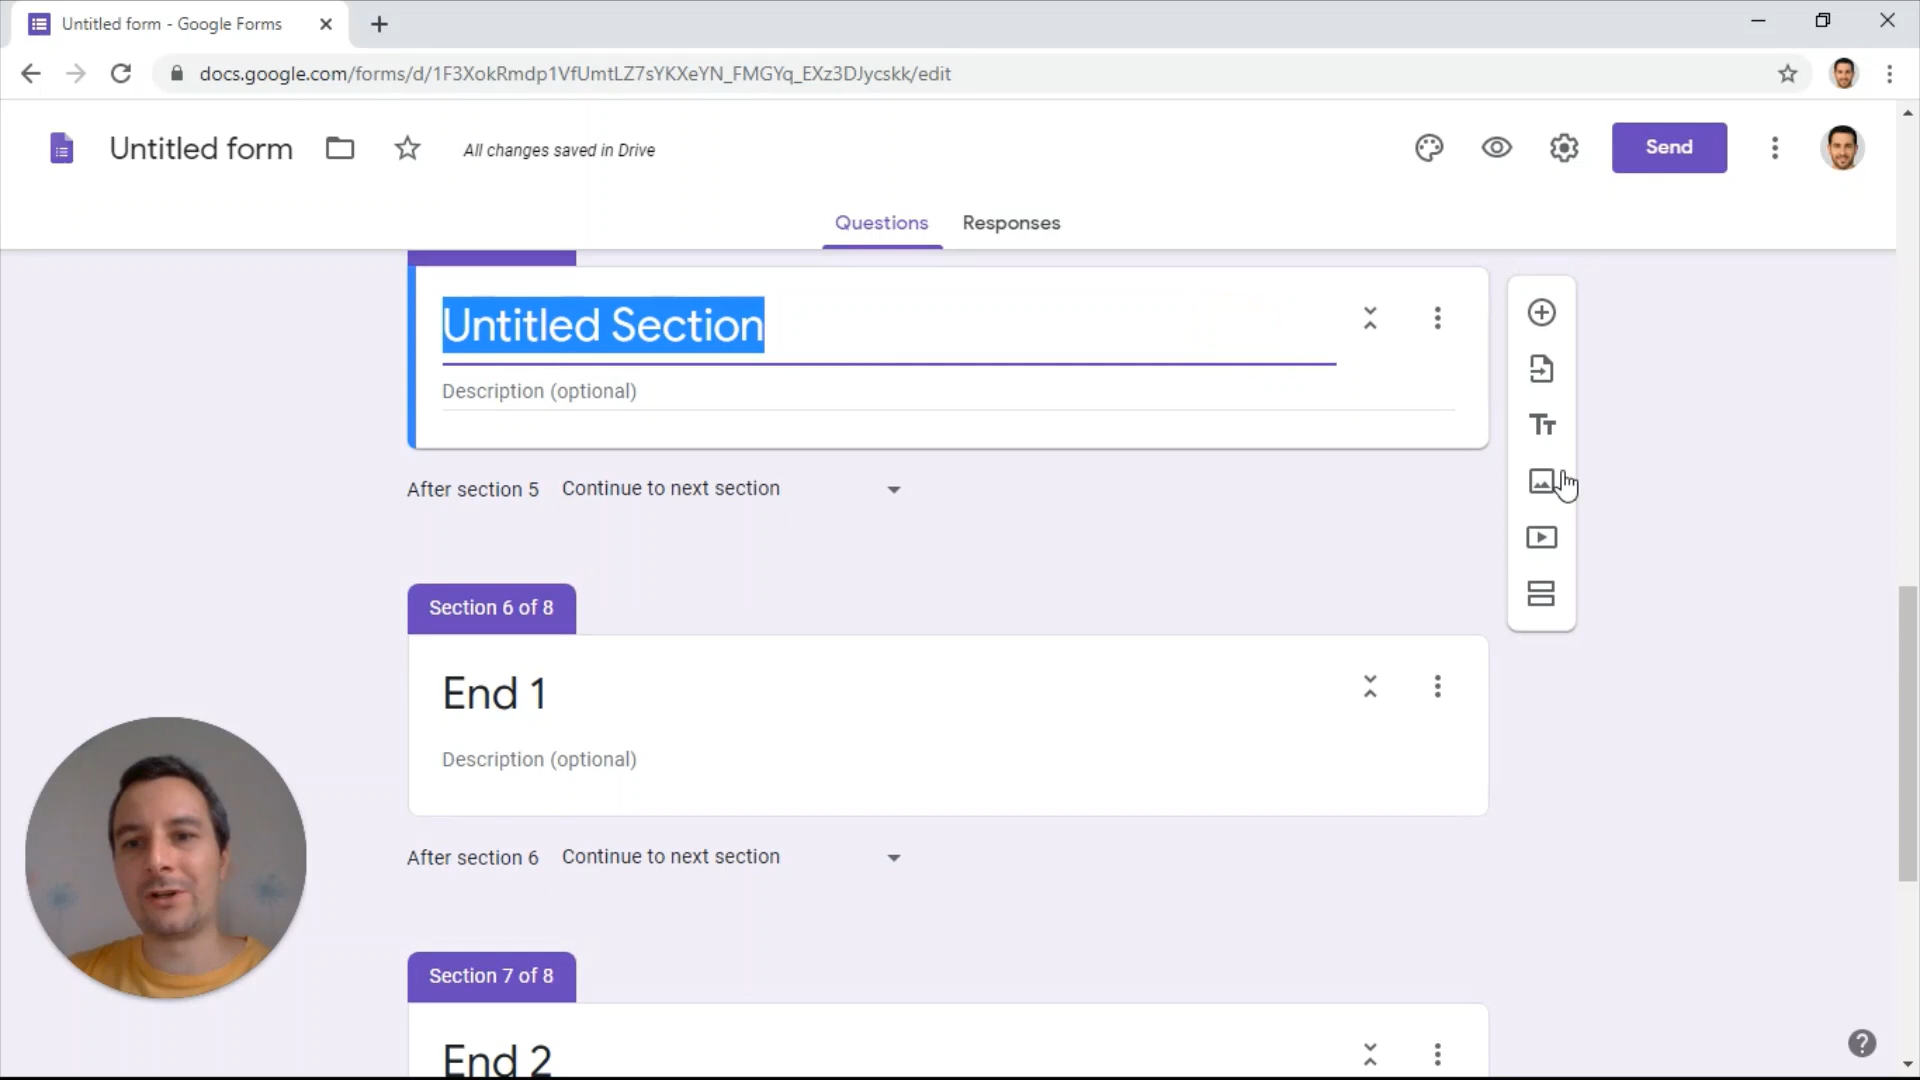 Untitled form - Google Forms
docs.google.com/forms/d/1F3XokRmdp1VfUmtLZ7sYKXeYN_FMGYq_EXz3DJycskk/edit
Untitled form
All changes saved in Drive
Send
Questions
Responses
Untitled Section
Description (optional)
After section 5
Continue to next section
Section 6 of 8
End 1
Description (optional)
After section 6
Continue to next section
Section 7 of 8
End 2